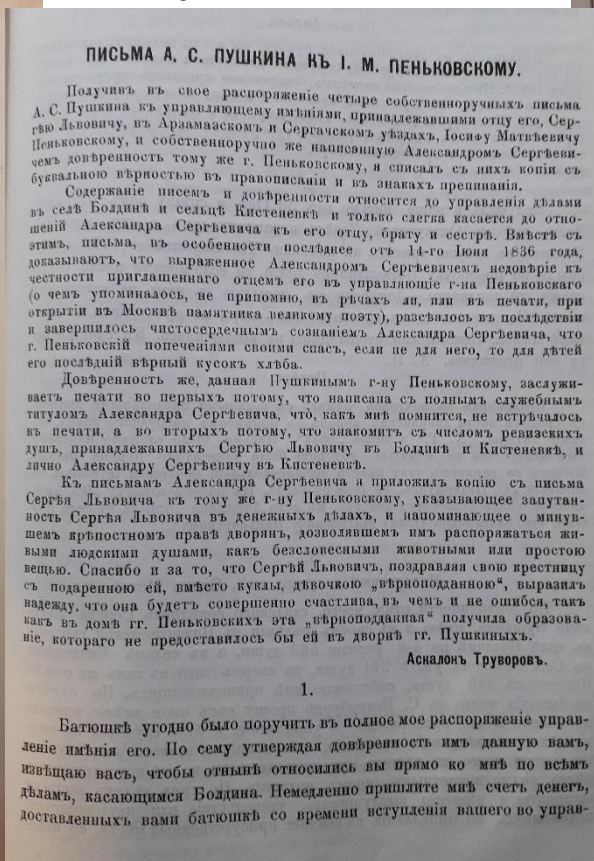 ПИСЬМА А. С. ПУШКИНА КЪ І. М. ПЕНЬКОВСКОМУ.
Получивъ въ свое распоряженіе четыре собственноручныхъ письма
А. С. Пушкина къ управляющему имѣніями, принадлежавшими отцу его, Сер-
гѣю Львовичу, въ Арзамазскомъ и Сергачскомъ уѣздахъ, Іосифу Матвѣевичу
Пеньковскому, и собственноручно же написанную Александромъ Сергѣеви-
чемъ довѣренность тому же г. Пеньковскому, я списалъ съ нихъ копіи съ
буквальною вѣрностью въ правописаніи и въ знакахъ препинанія.
Содержаніе писемъ и довѣренности относится до управленія дѣлами
въ селѣ Болдинѣ и сельцѣ Кистеневкѣ и только слегка касается до отно-
шеній Александра Сергѣевича къ его отцу, брату и сестрѣ. Вмѣстѣ съ
этимъ, письма, въ особенности послѣднее отъ 14-го Іюня 1836 года,
доказываютъ, что выраженное Александромъ Сергѣевичемъ недовѣріе къ
честности приглашеннаго отцемъ его въ управляющіе г-на Пеньковскаго
(о чемъ упоминалось, не припомню, въ рѣчахъ ли, или въ печати, при
открытіи въ Москвѣ памятника великому поэту), разсѣялось въ послѣдствіи
и завершилось чистосердечнымъ сознаніемъ Александра Сергѣевича, что
г. Пеньковскій попеченіями своими спасъ, если не для него, то для дѣтей
его послѣдній вѣрный кусокъ хлѣба.
Довѣренность же, данная Пушкинымъ г-ну Пеньковскому, заслужи-
ваетъ печати во первыхъ потому, что написана съ полнымъ служебнымъ
титуломъ Александра Сергѣевича, чтò, какъ мнѣ помнится, не встрѣчалось
въ печати, а во вторыхъ потому, что знакомитъ съ числомъ ревизскихъ
душъ, принадлежавшихъ Сергѣю Львовичу въ Болдинѣ и Кистеневкѣ, и
лично Александру Сергѣевичу въ Кистеневкѣ.
Къ письмамъ Александра Сергѣевича я приложилъ копію съ письма
Сергѣя Львовича къ тому же г-ну Пеньковскому, указывающее запутан-
ность Сергѣя Львовича въ денежныхъ дѣлахъ, и напоминающее о минув-
шемъ крѣпостномъ правѣ дворянъ, дозволявшемъ имъ распоряжаться жи-
выми людскими душами, какъ безсловесными животными или простою
вещью. Спасибо и за то, что Сергѣй Львовичъ, поздравляя свою крестницу
съ подаренною ей, вмѣсто куклы, дѣвочкою „вѣрноподданною“, выразилъ
надежду, что она будетъ совершенно счастлива, въ чемъ и не ошибся, такъ
какъ въ домѣ гг. Пеньковскихъ эта „вѣрноподданная“ получила образова-
ніе, котораго не предоставилось бы ей въ дворнѣ гг. Пушкиныхъ.
Аскалонъ Труворовъ.
1.
Батюшкѣ угодно было поручить въ полное мое распоряженіе управ-
леніе имѣнія его. По сему утверждая довѣренность имъ данную вамъ,
извѣщаю васъ, чтобы отнынѣ относились вы прямо ко мнѣ по всѣмъ
дѣламъ, касающимся Болдина. Немедленно пришлите мнѣ счетъ денегъ,
доставленныхъ вами батюшкѣ со времени вступленія вашего во управ-